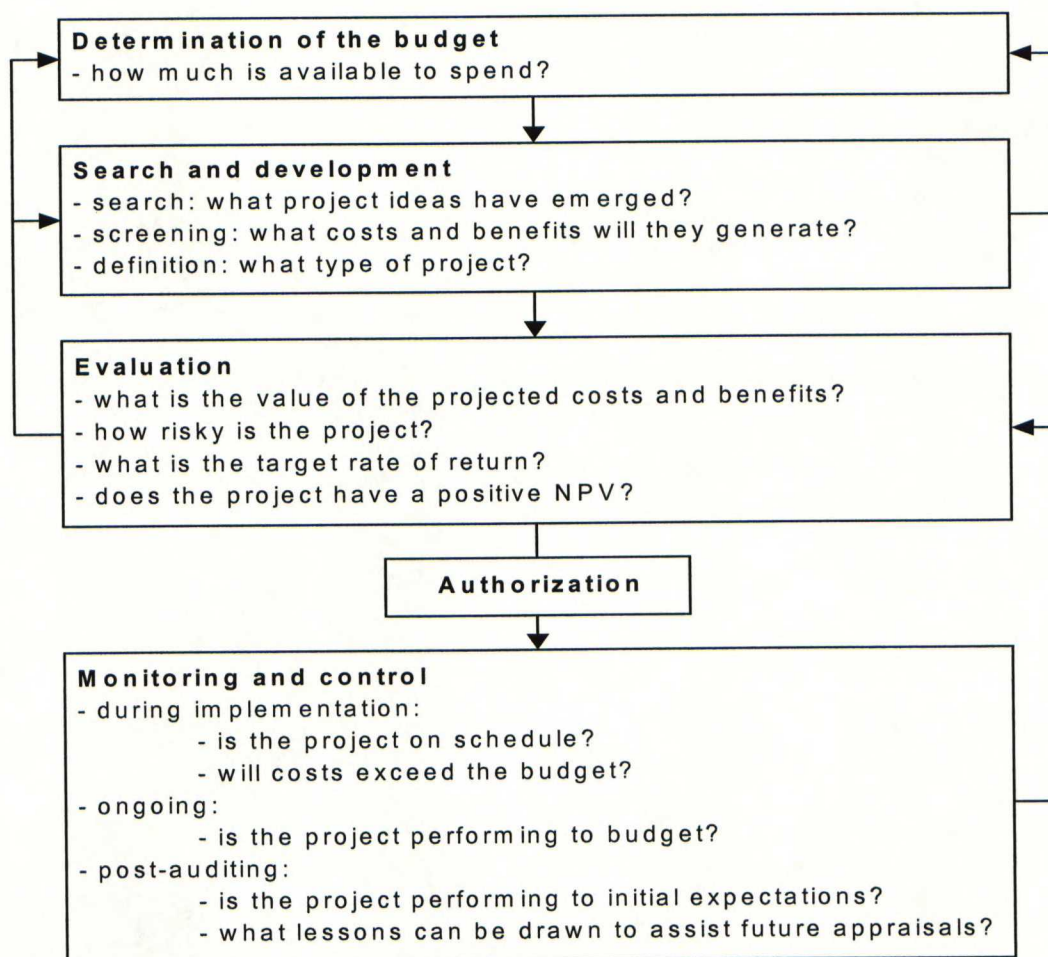 Determination of the budget
- how much is available to spend?
Search and development
- search: what project ideas have emerged?
- screening: what costs and benefits will they generate?
- definition: what type of project?
Evaluation
- what is the value of the projected costs and benefits?
- how risky is the project?
- what is the target rate of return?
- does the project have a positive NPV?
Authorization
Monitoring and control
- during implementation:
- is the project on schedule?
- will costs exceed the budget?
- ongoing:
- is the project performing to budget?
- post-auditing:
- is the project performing to initial expectations?
- what lessons can be drawn to assist future appraisals?